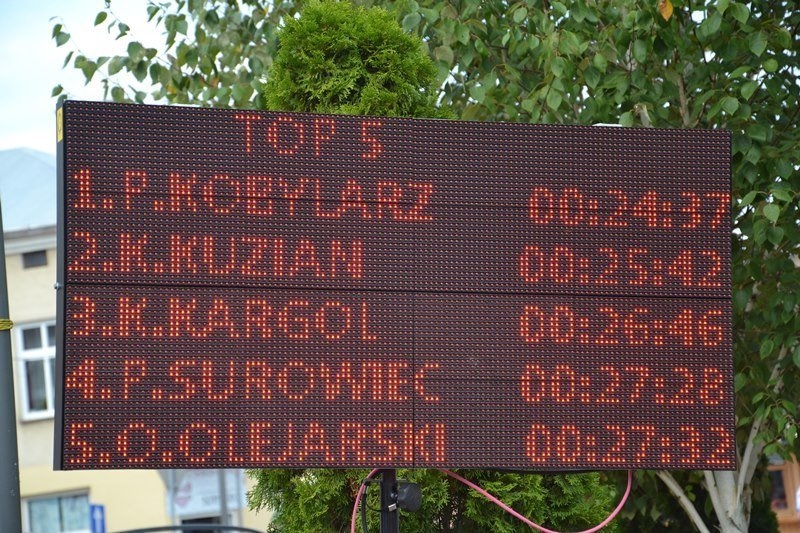 TOP 5
1.P.KOBYLARZ 00:24:37
2.K.KUZIAN 00:25:42
3.K.KARGOL 00:26:46
4.P.SUROWIEC 00:27:28
5.O.OLEJARSKI 00:27:32